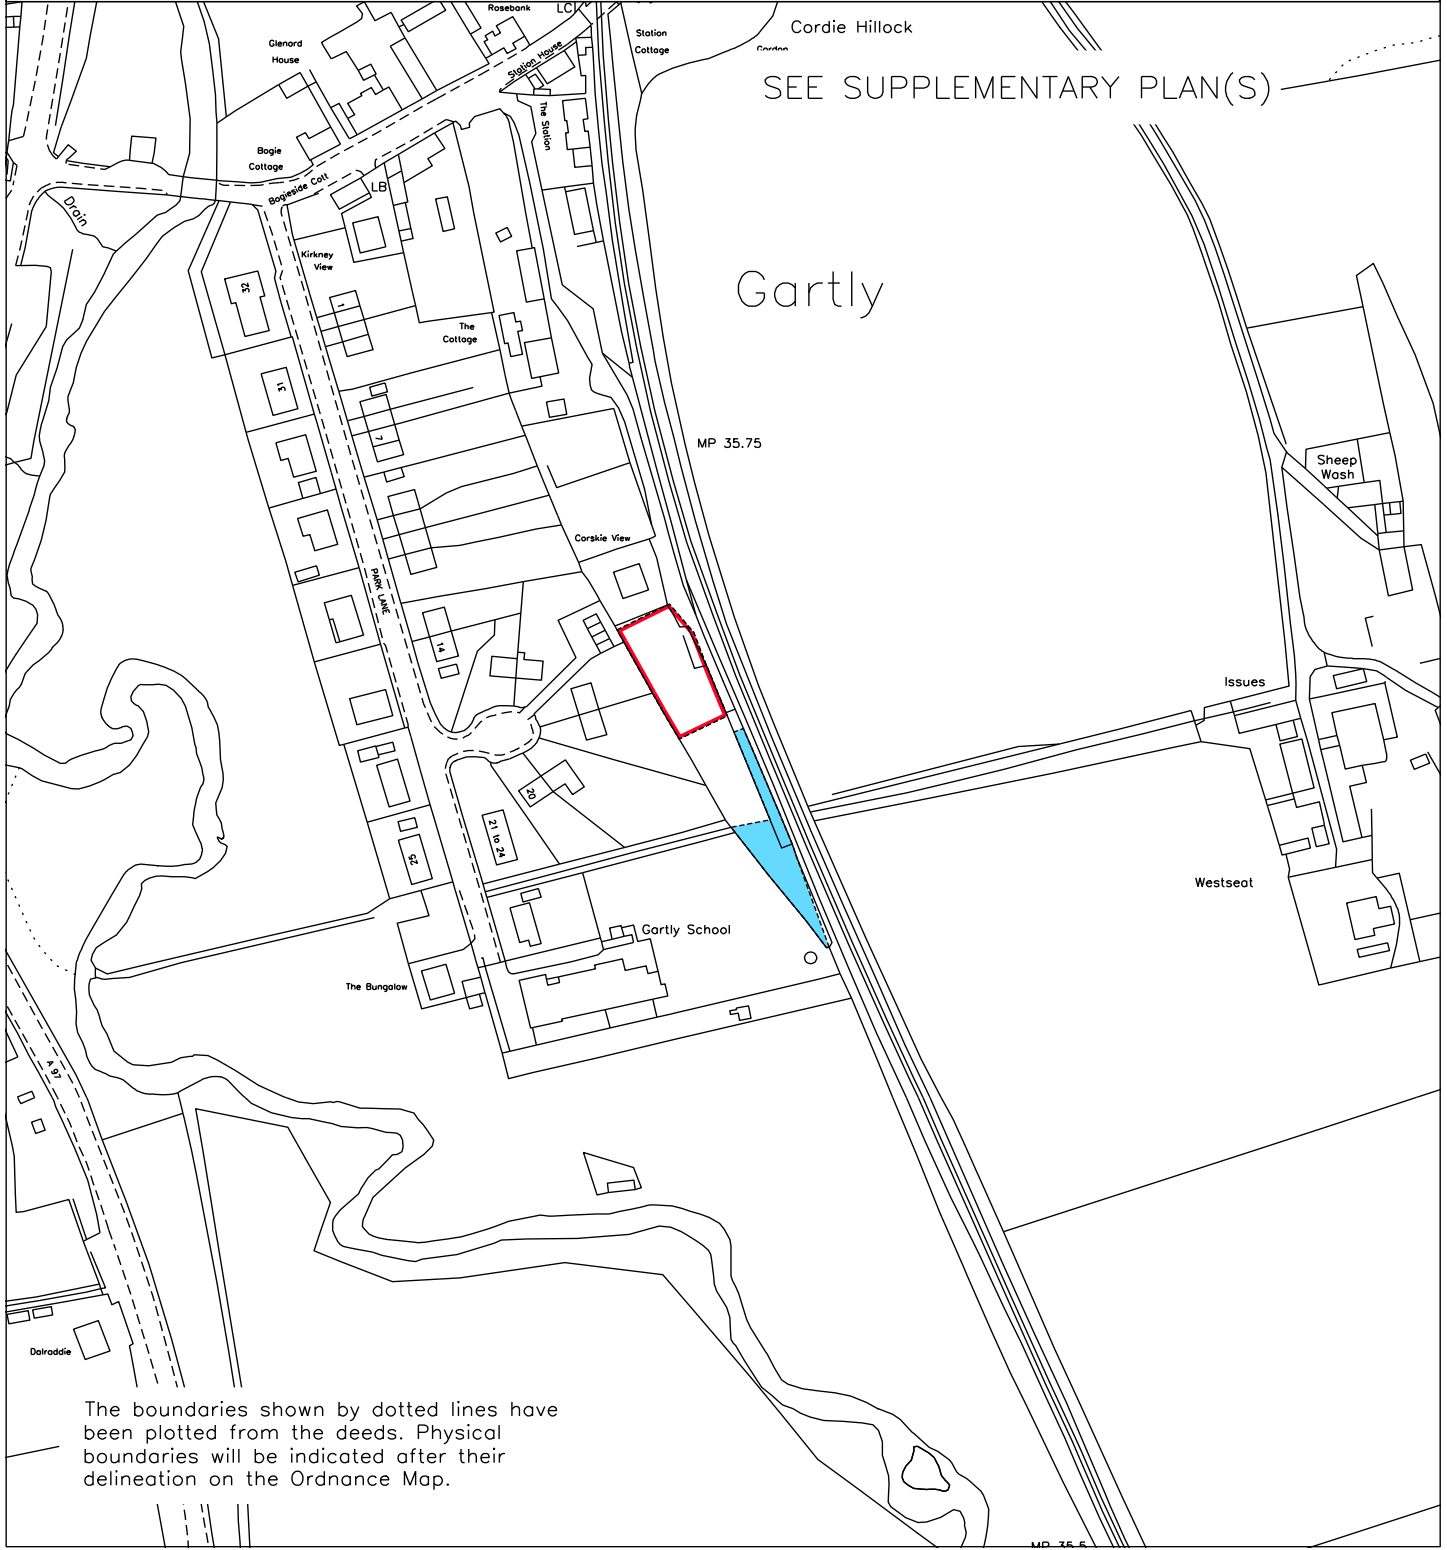 Rosebank
LC
Cordie Hillock
Glenord
House
Station
Cottage
Gordon
Station House
SEE SUPPLEMENTARY PLAN(S)
The Station
Bogie
Cottage
Bogieside Cott
LB
Drain
Kirkney
View
32
1
Gartly
The
Cottage
31
7
MP 35.75
Sheep
Wash
Corskie View
PARK LANE
14
Issues
20
21 to 24
25
Westseat
Gartly School
The Bungalow
A 97
Dalraddie
The boundaries shown by dotted lines have
been plotted from the deeds. Physical
boundaries will be indicated after their
delineation on the Ordnance Map.
MP 35.5